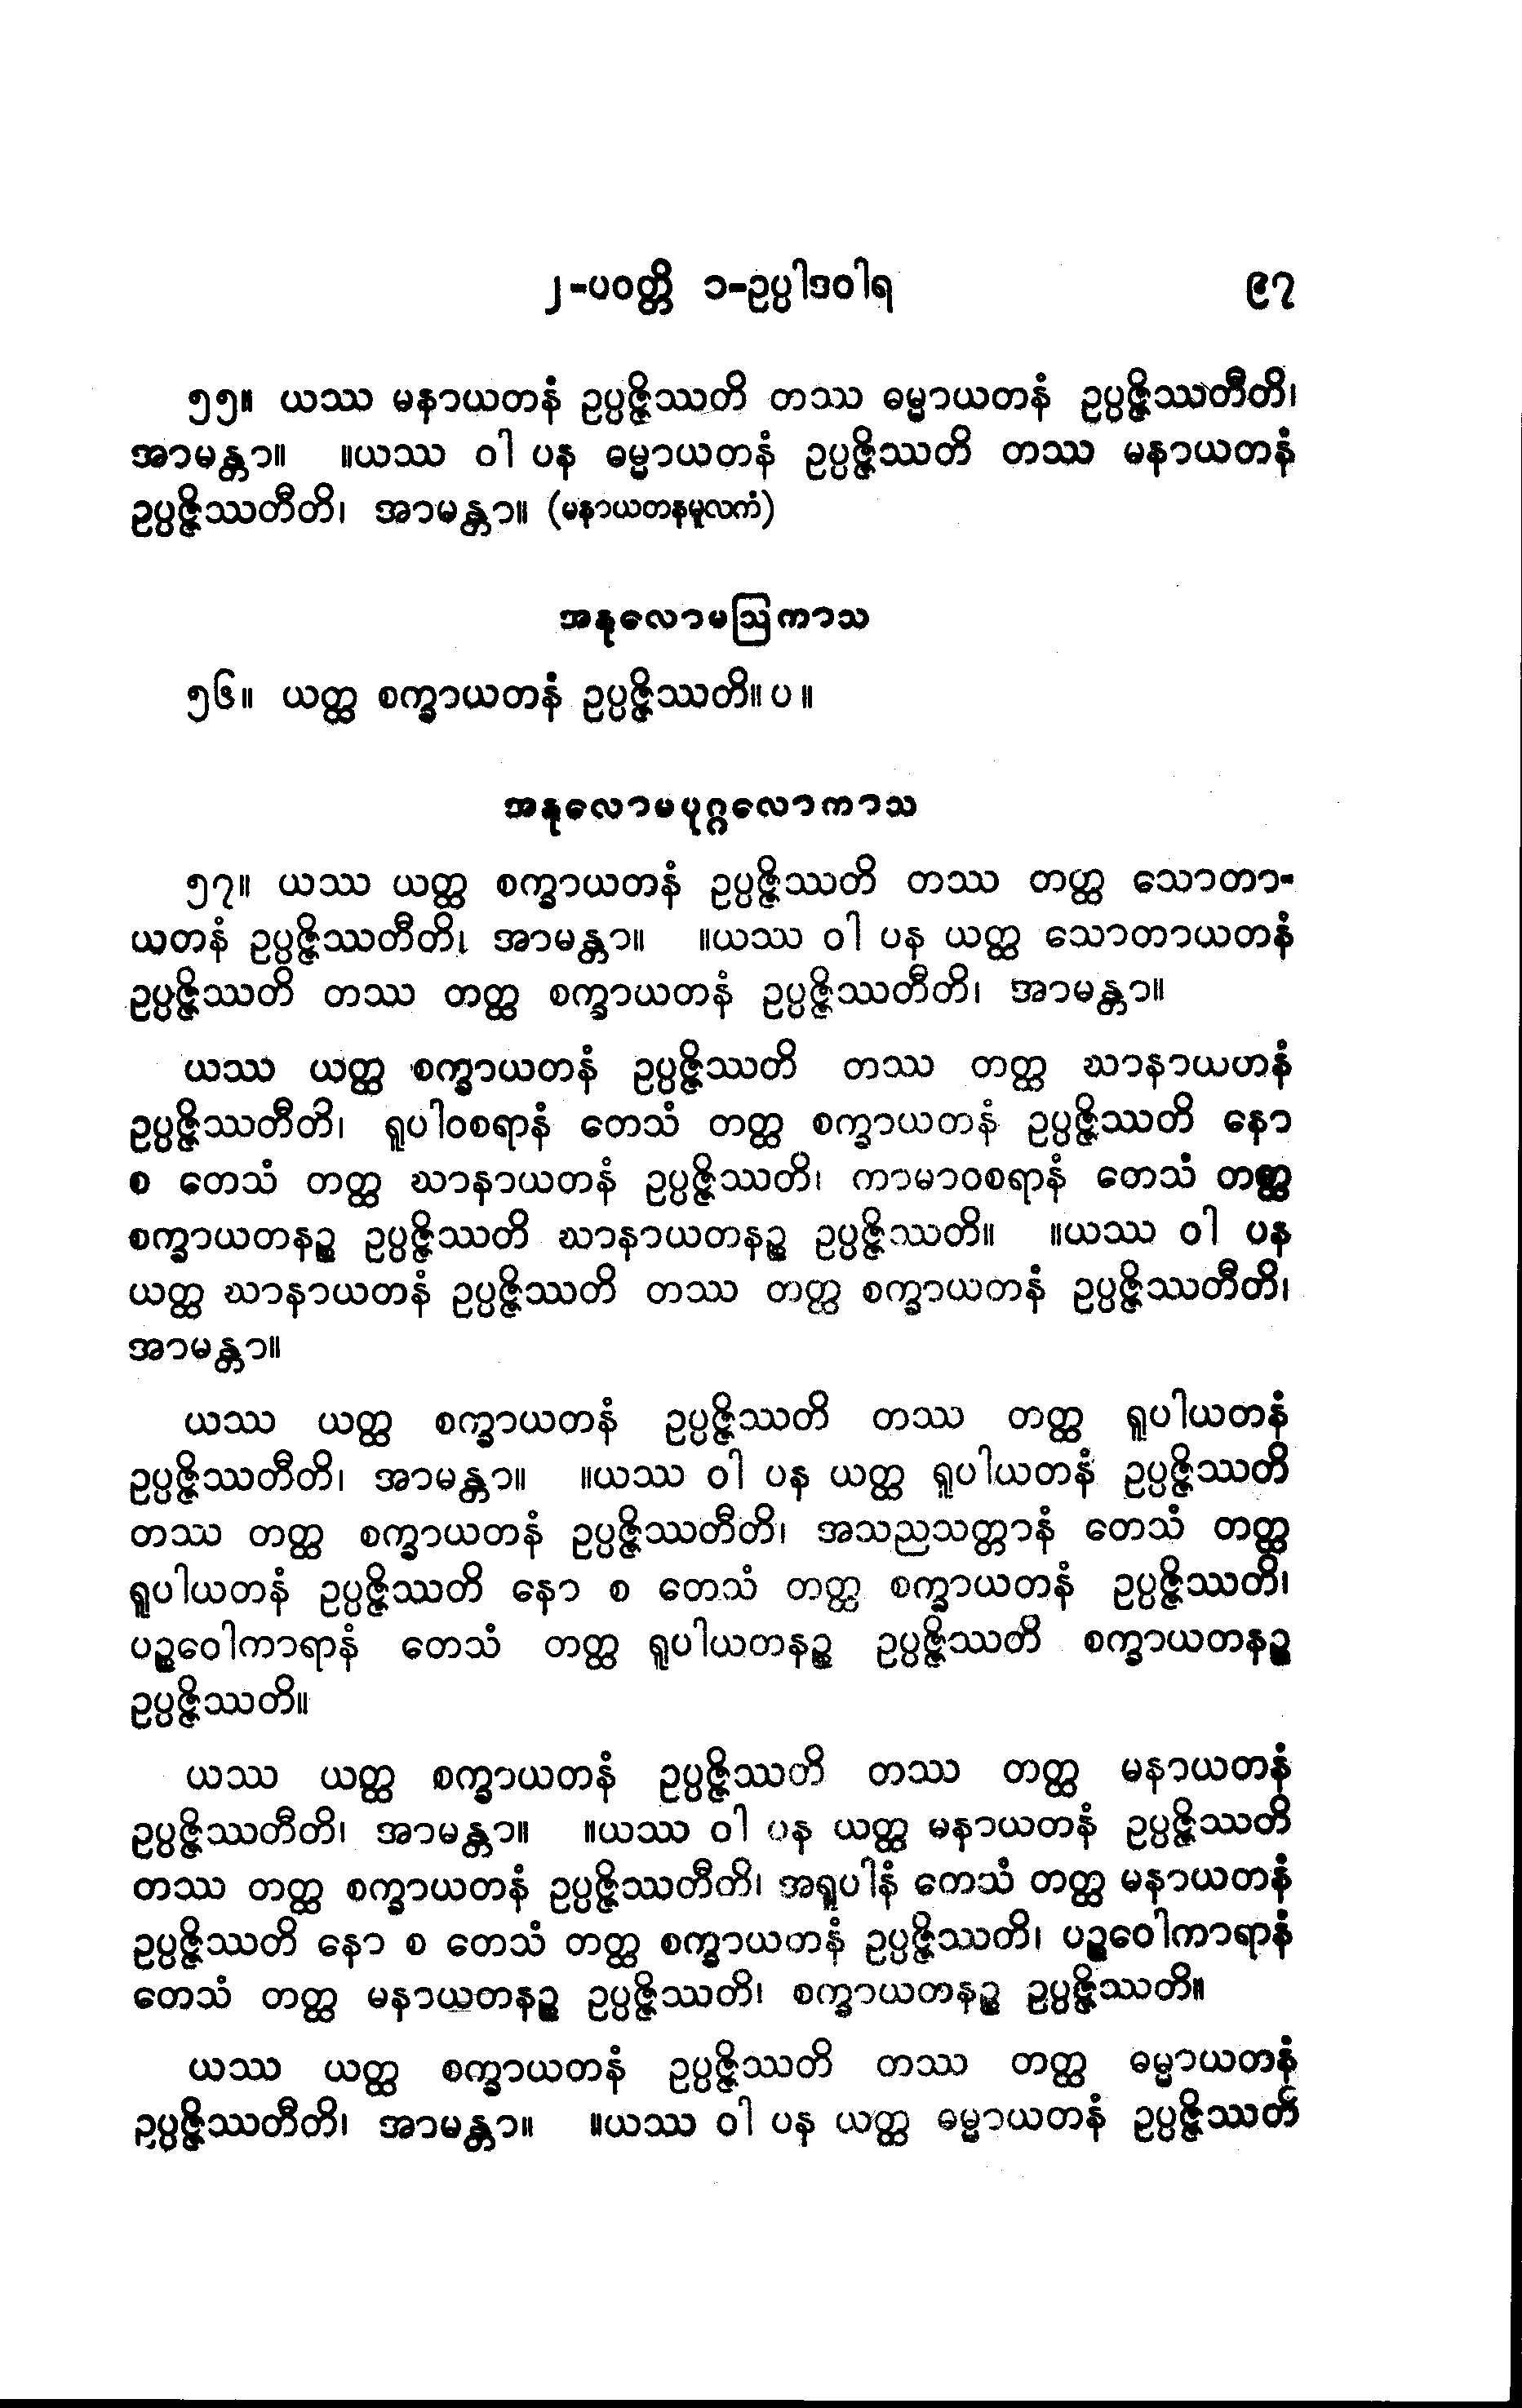 ၂-ပဝတ္တိ ၁-ဥပ္ပါဒဝါရ ၉၇
၅၅။ ယဿ မနာယတနံ ဥပ္ပဇ္ဇိဿတိ တဿ ဓမ္မာယတနံ ဥပ္ပဇ္ဇိဿတီတိ၊
အာမန္တာ။ ။ယဿ ဝါ ပန ဓမ္မာယတနံ ဥပ္ပဇ္ဇိဿတိ တဿ မနာယတနံ
ဥပ္ပဇ္ဇိဿတီတိ၊ အာမန္တာ။ (မနာယတနမူလကံ)
အနုလောမဩကာသ
၅၆။ ယတ္ထ စက္ခာယတနံ ဥပ္ပဇ္ဇိဿတိ။ပ။
အနုလောမပုဂ္ဂလောကာသ
၅၇။ ယဿ ယတ္ထ စက္ခာယတနံ ဥပ္ပဇ္ဇိဿတိ တဿ တတ္ထ သောတာ-
ယတနံ ဥပ္ပဇ္ဇိဿတီတိ၊ အာမန္တာ။ ။ယဿ ဝါ ပန ယတ္ထ သောတာယတနံ
ဥပ္ပဇ္ဇိဿတိ တဿ တတ္ထ စက္ခာယတနံ ဥပ္ပဇ္ဇိဿတီတိ၊ အာမန္တာ။
ယဿ ယတ္ထ စက္ခာယတနံ ဥပ္ပဇ္ဇိဿတိ တဿ တတ္ထ ဃာနာယတနံ
ဥပ္ပဇ္ဇိဿတီတိ၊ ရူပါဝစရာနံ တေသံ တတ္ထ စက္ခာယတနံ ဥပ္ပဇ္ဇိဿတိ နော
စ တေသံ တတ္ထ ဃာနာယတနံ ဥပ္ပဇ္ဇိဿတိ၊ ကာမာဝစရာနံ တေသံ တတ္ထ
စက္ခာယတနဉ္စ ဥပ္ပဇ္ဇိဿတိ ဃာနာယတနဉ္စ ဥပ္ပဇ္ဇိဿတိ။ ။ယဿ ဝါ ပန
ယတ္ထ ဃာနာယတနံ ဥပ္ပဇ္ဇိဿတိ တဿ တတ္ထ စက္ခာယတနံ ဥပ္ပဇ္ဇိဿတီတိ၊
အာမန္တာ။
ယဿ ယတ္ထ စက္ခာယတနံ ဥပ္ပဇ္ဇိဿတိ တဿ တတ္ထ ရူပါယတနံ
ဥပ္ပဇ္ဇိဿတီတိ၊ အာမန္တာ။ ။ယဿ ဝါ ပန ယတ္ထ ရူပါယတနံ ဥပ္ပဇ္ဇိဿတိ
တဿ တတ္ထ စက္ခာယတနံ ဥပ္ပဇ္ဇိဿတီတိ၊ အသညသတ္တာနံ တေသံ တတ္ထ
ရူပါယတနံ ဥပ္ပဇ္ဇိဿတိ နော စ တေသံ တတ္ထ စက္ခာယတနံ ဥပ္ပဇ္ဇိဿတိ၊
ပဉ္စဝေါကာရာနံ တေသံ တတ္ထ ရူပါယတနဉ္စ ဥပ္ပဇ္ဇိဿတိ စက္ခာယတနဉ္စ
ဥပ္ပဇ္ဇိဿတိ။
ယဿ ယတ္ထ စက္ခာယတနံ ဥပ္ပဇ္ဇိဿတိ တဿ တတ္ထ မနာယတနံ
ဥပ္ပဇ္ဇိဿတီတိ၊ အာမန္တာ။ ။ယဿ ဝါ ပန ယတ္ထ မနာယတနံ ဥပ္ပဇ္ဇိဿတိ
တဿ တတ္ထ စက္ခာယတနံ ဥပ္ပဇ္ဇိဿတီတိ၊ အရူပါနံ တေသံ တတ္ထ မနာယတနံ
ဥပ္ပဇ္ဇိဿတိ နော စ တေသံ တတ္ထ စက္ခာယတနံ ဥပ္ပဇ္ဇိဿတိ၊ ပဉ္စဝေါကာရာနံ
တေသံ တတ္ထ မနာယတနဉ္စ ဥပ္ပဇ္ဇိဿတိ၊ စက္ခာယတနဉ္စ ဥပ္ပဇ္ဇိဿတိ။
ယဿ ယတ္ထ စက္ခာယတနံ ဥပ္ပဇ္ဇိဿတိ တဿ တတ္ထ ဓမ္မာယတနံ
ဥပ္ပဇ္ဇိဿတီတိ၊ အာမန္တာ။ ။ယဿ ဝါ ပန ယတ္ထ ဓမ္မာယတနံ ဥပ္ပဇ္ဇိဿတိ